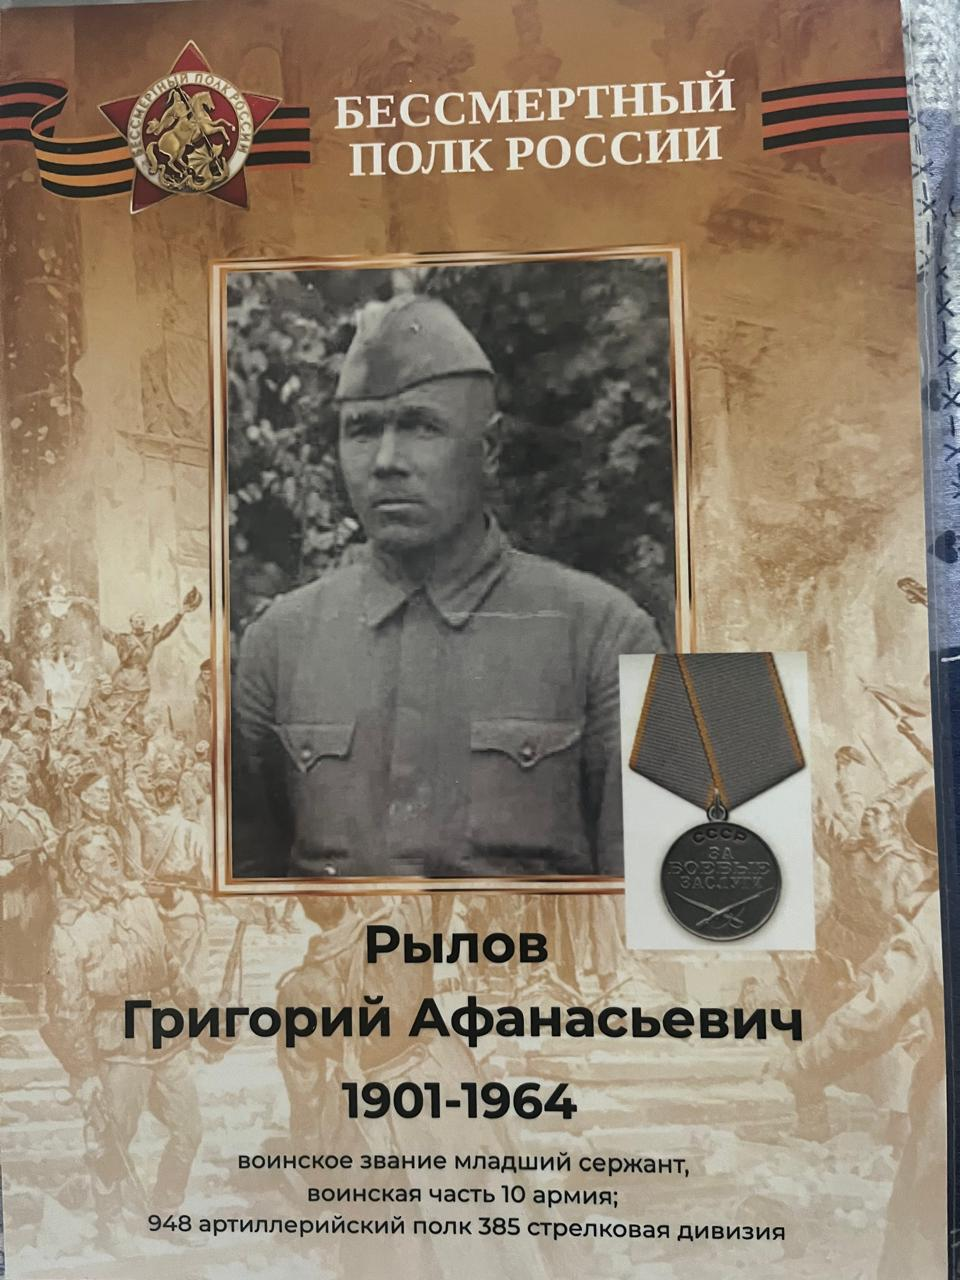 БЕССМЕРТНЫЙ ПОЛК РОССИИ
БЕССМЕРТНЫЙ
ПОЛК РОССИИ
СССР
ЗА
БОЕВЫЕ
ЗАСЛУГИ
Рылов
Григорий Афанасьевич
1901-1964
воинское звание младший сержант,
воинская часть 10 армия;
948 артиллерийский полк 385 стрелковая дивизия